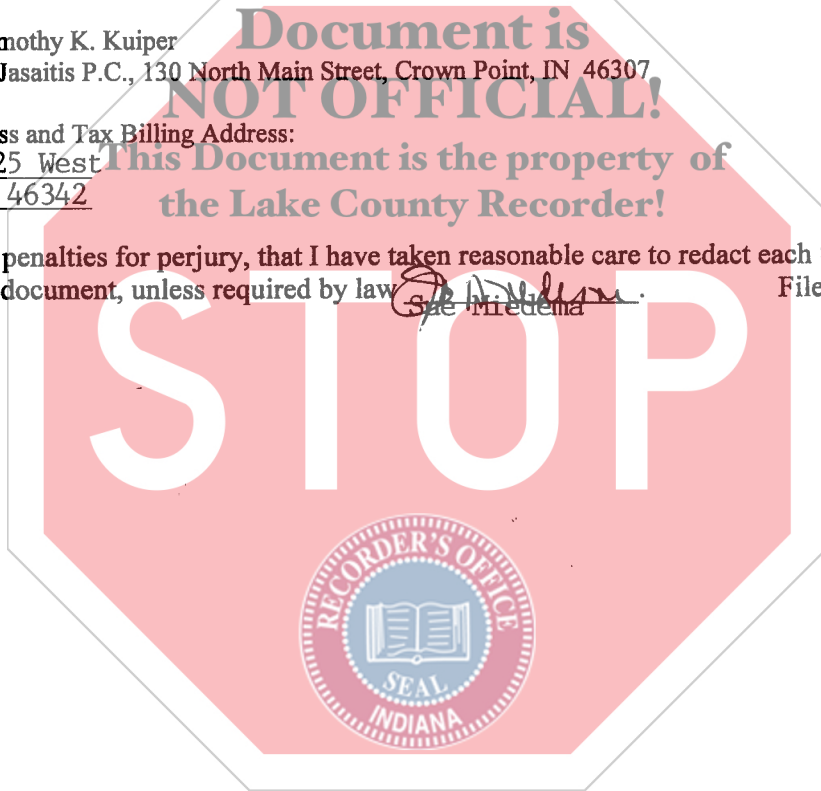 Document is
mothy K. Kuiper
Jasaitis P.C., 130 North Main Street, Crown Point, IN 46307
NOT OFFICIAL!
ss and Tax Billing Address:
25 West
This Document is the property of
46342
the Lake County Recorder!
penalties for perjury, that I have taken reasonable care to redact each
document, unless required by law
File
Sue Miedema
STOP
RECORDER'S OFFICE
SEAL
INDIANA